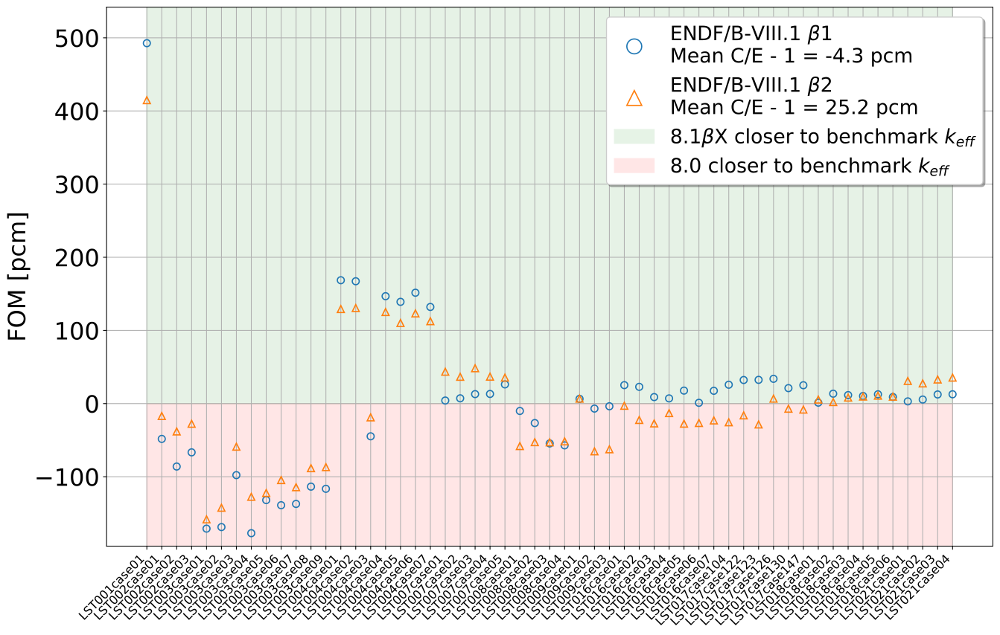 FOM [pcm]
500
400
300
200
100
0
−100
ENDF/B-VIII.1 β1
Mean C/E - 1 = -4.3 pcm
ENDF/B-VIII.1 β2
Mean C/E - 1 = 25.2 pcm
8.1βX closer to benchmark keff
8.0 closer to benchmark keff
LST001case01
LST002case01
LST002case02
LST002case03
LST003case01
LST003case02
LST003case03
LST003case04
LST003case05
LST003case06
LST003case07
LST003case08
LST003case09
LST004case01
LST004case02
LST004case03
LST004case04
LST004case05
LST004case06
LST004case07
LST007case01
LST007case02
LST007case03
LST007case04
LST007case05
LST008case01
LST008case02
LST008case03
LST008case04
LST009case01
LST009case02
LST009case03
LST016case01
LST016case02
LST016case03
LST016case04
LST016case05
LST016case06
LST016case07
LST017case104
LST017case122
LST017case123
LST017case126
LST017case130
LST017case147
LST018case01
LST018case02
LST018case03
LST018case04
LST018case05
LST018case06
LST021case01
LST021case02
LST021case03
LST021case04